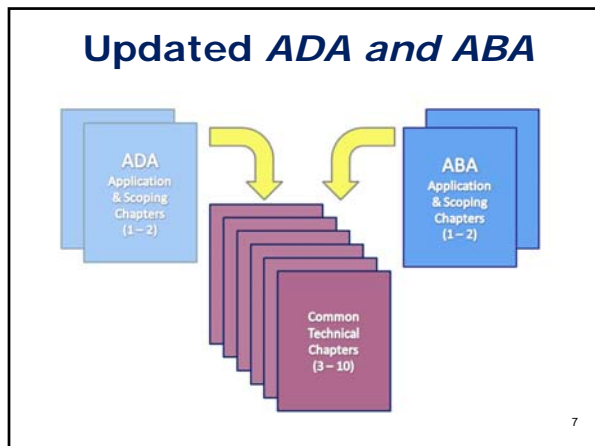 Updated ADA and ABA
ADA
Application
& Scoping
Chapters
(1 – 2)
ABA
Application
& Scoping
Chapters
(1 – 2)
Common
Technical
Chapters
(3 – 10)
7